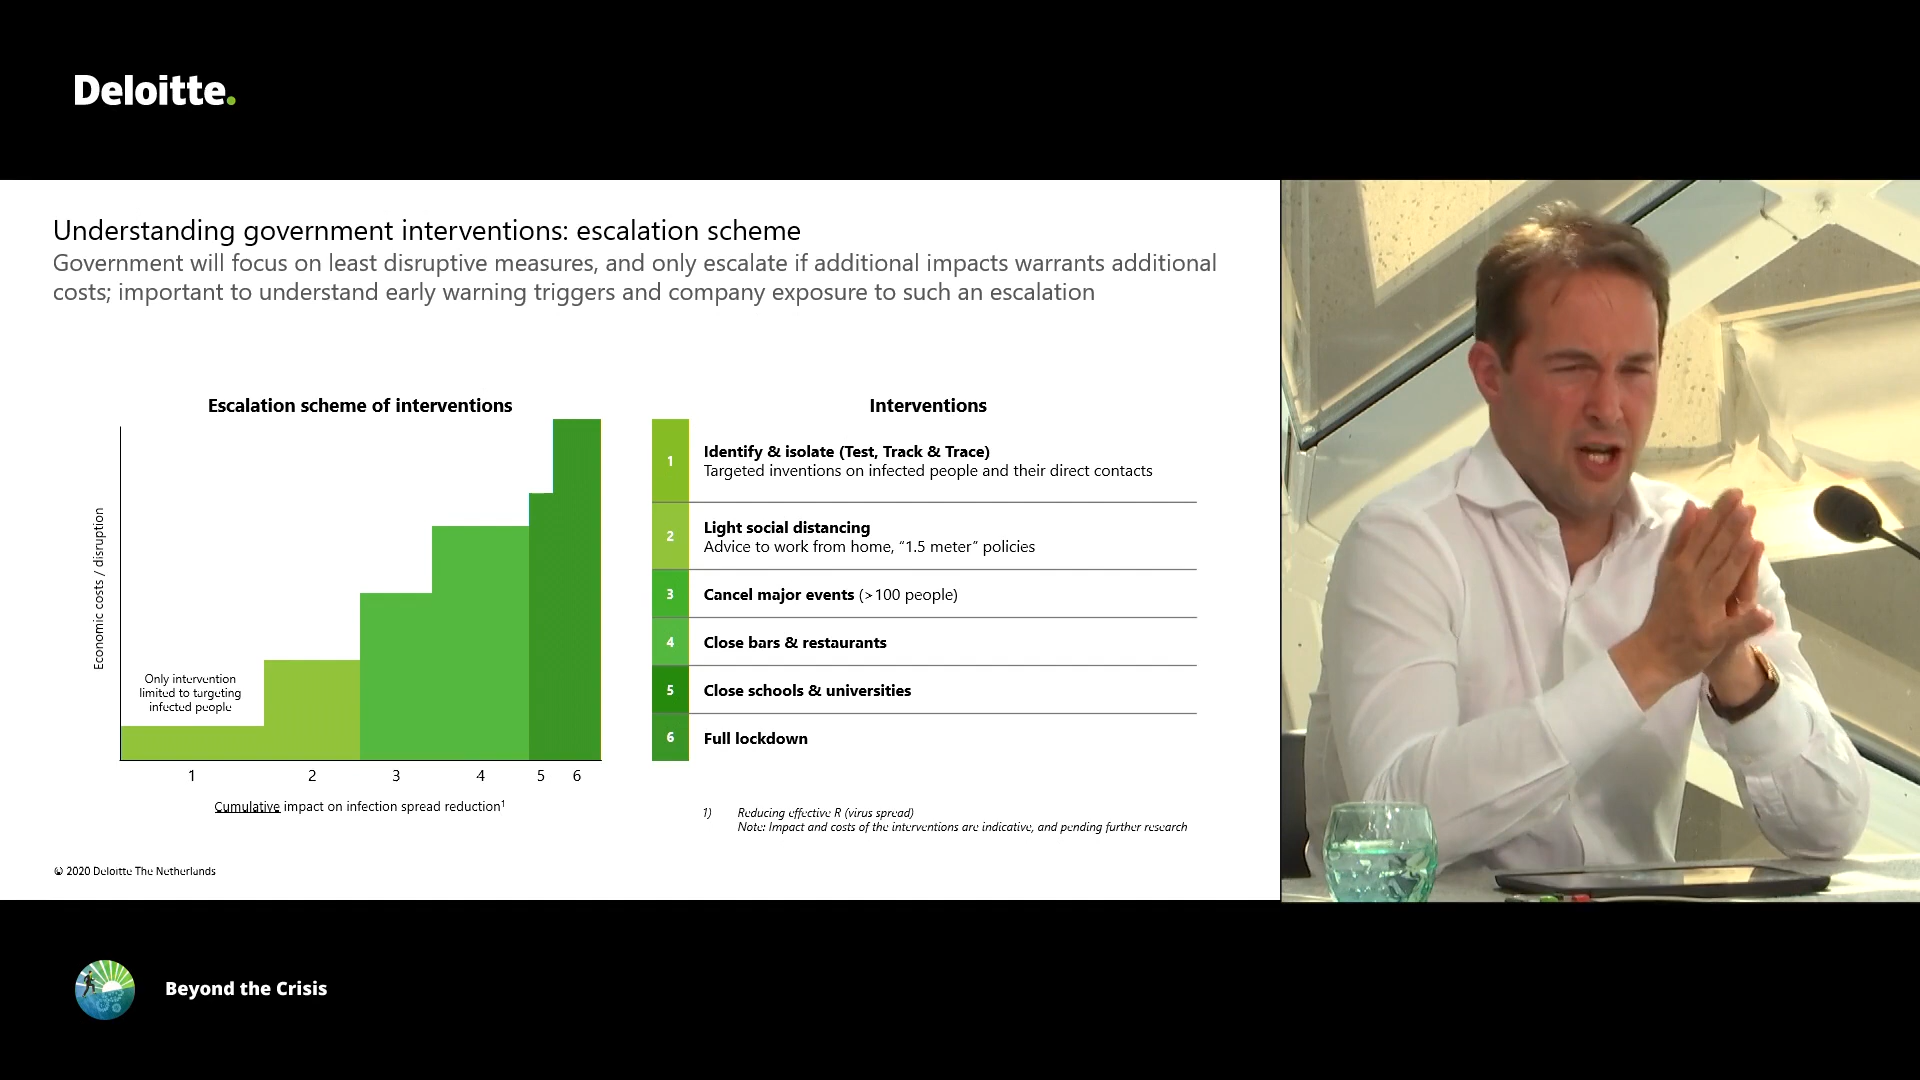 Deloitte.
Understanding government interventions: escalation scheme
Government will focus on least disruptive measures, and only escalate if additional impacts warrants additional
costs; important to understand early warning triggers and company exposure to such an escalation
Escalation scheme of interventions
Economic costs / disruption
Only intervention
limited to targeting
infected people
1 2 3 4 5 6
Cumulative impact on infection spread reduction¹
Interventions
1
Identify & isolate (Test, Track & Trace)
Targeted inventions on infected people and their direct contacts
2
Light social distancing
Advice to work from home, “1.5 meter” policies
3 Cancel major events (>100 people)
4 Close bars & restaurants
5 Close schools & universities
6 Full lockdown
1) Reducing effective R (virus spread)
Note: Impact and costs of the interventions are indicative, and pending further research
© 2020 Deloitte The Netherlands
Beyond the Crisis